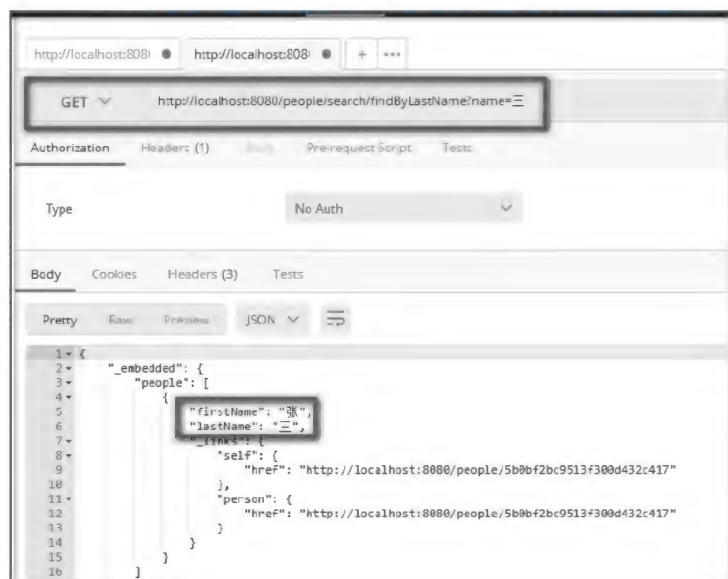 http://localhost:808 http://localhost:808 + •••
GET http://localhost:8080/people/search/findByLastName?name=三
Authorization Headers (1) Body Pre-request Script Tests
Type No Auth
Body Cookies Headers (3) Tests
Pretty Raw Preview JSON
1 {
2 "_embedded": {
3 "people": [
4 {
5 "firstName": "张",
6 "lastName": "三",
7 "_links": {
8 "self": {
9 "href": "http://localhost:8080/people/5b0bf2bc9513f300d432c417"
10 },
11 "person": {
12 "href": "http://localhost:8080/people/5b0bf2bc9513f300d432c417"
13 }
14 }
15 }
16 ]